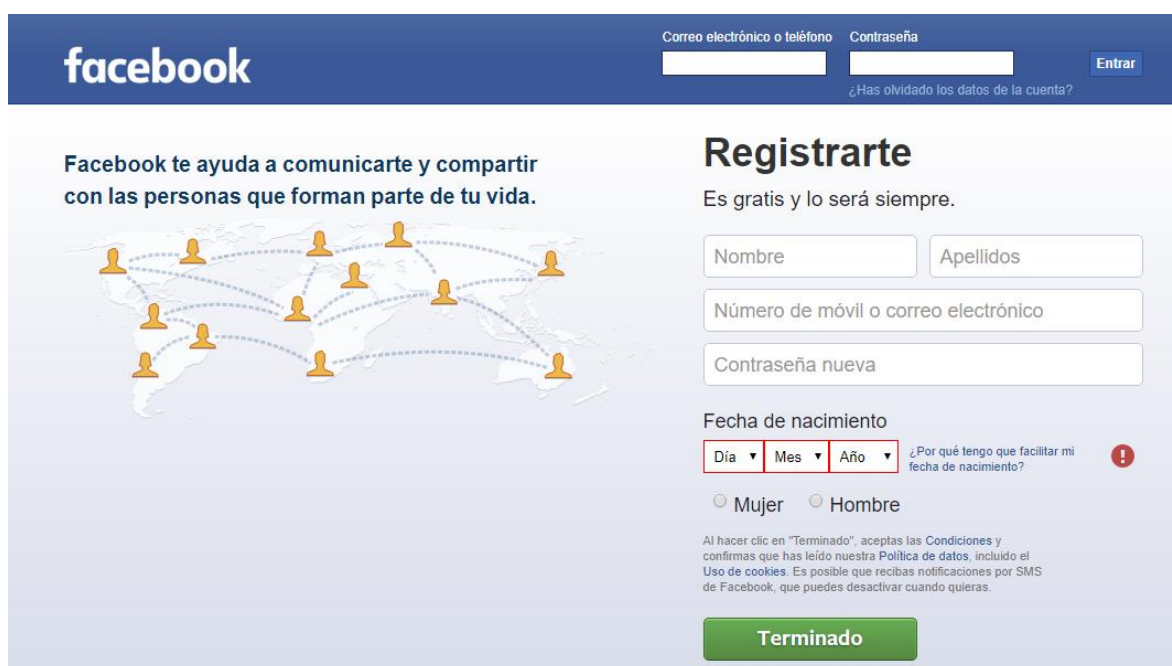 facebook
Correo electrónico o teléfono
Contraseña
Entrar
¿Has olvidado los datos de la cuenta?
Facebook te ayuda a comunicarte y compartir
con las personas que forman parte de tu vida.
Registrarte
Es gratis y lo será siempre.
Nombre
Apellidos
Número de móvil o correo electrónico
Contraseña nueva
Fecha de nacimiento
Día
Mes
Año
¿Por qué tengo que facilitar mi
fecha de nacimiento?
!
Mujer
Hombre
Al hacer clic en "Terminado", aceptas las Condiciones y
confirmas que has leído nuestra Política de datos, incluido el
Uso de cookies. Es posible que recibas notificaciones por SMS
de Facebook, que puedes desactivar cuando quieras.
Terminado